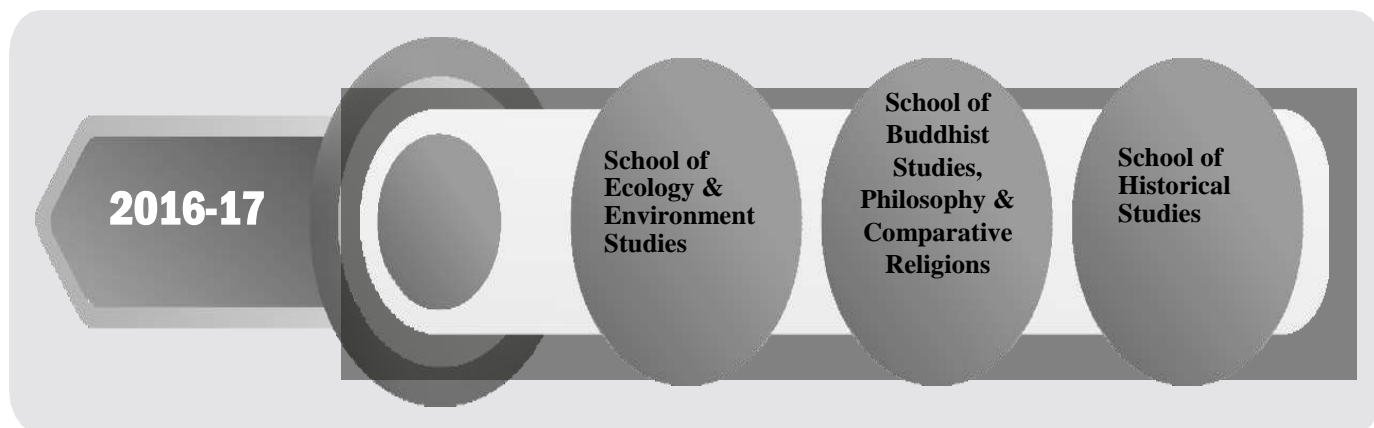 2016-17
School of
Ecology &
Environment
Studies
School of
Buddhist
Studies,
Philosophy &
Comparative
Religions
School of
Historical
Studies